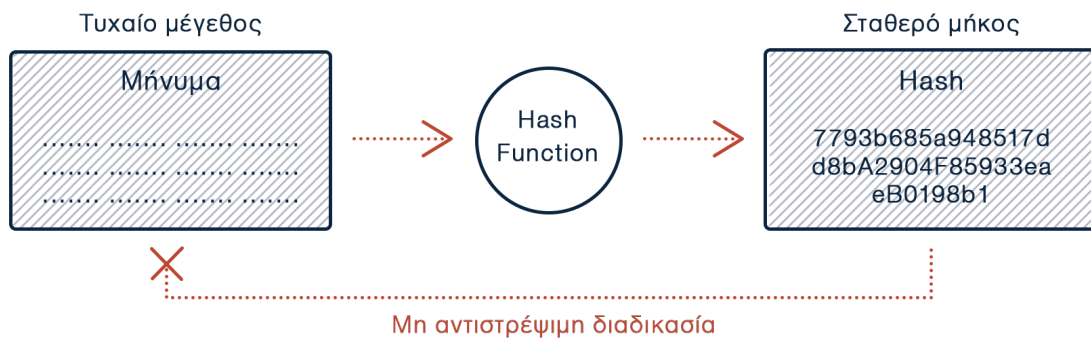 Τυχαίο μέγεθος
Μήνυμα
....... ....... ....... .......
....... ....... ....... .......
....... ....... ....... .......
Hash
Function
Σταθερό μήκος
Hash
7793b685a948517d
d8bA2904F85933ea
eB0198b1
Μη αντιστρέψιμη διαδικασία